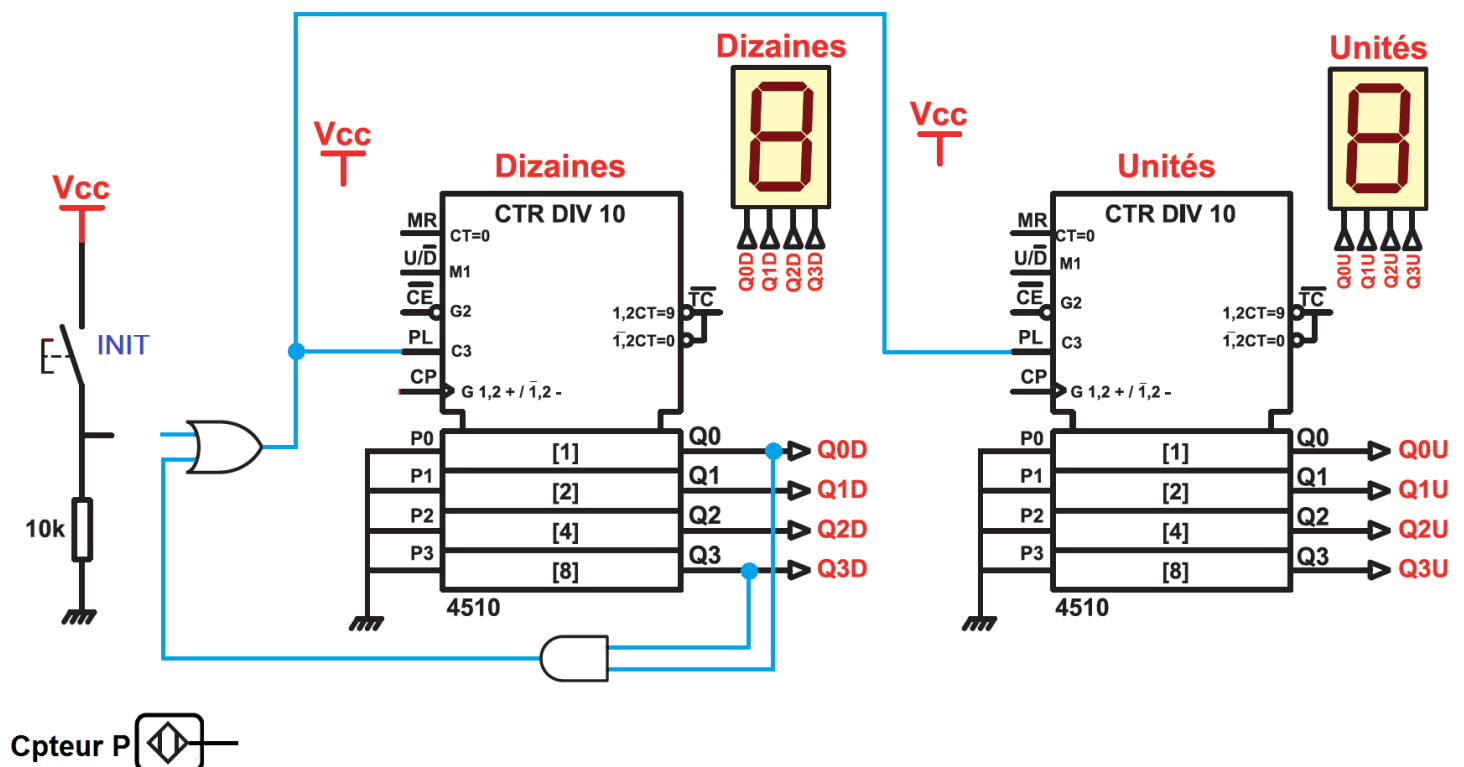 Dizaines
Unités
Vcc
Vcc
Vcc
INIT
10k
Dizaines
CTR DIV 10
MR
CT=0
U/D̅
M1
C̅E̅
G2
PL
C3
CP
G 1,2 + / 1̅,2 -
1,2CT=9
1̅,2CT=0
T̅C̅
P0
[1]
Q0
Q0D
P1
[2]
Q1
Q1D
P2
[4]
Q2
Q2D
P3
[8]
Q3
Q3D
4510
Q0D
Q1D
Q2D
Q3D
Unités
CTR DIV 10
MR
CT=0
U/D̅
M1
C̅E̅
G2
PL
C3
CP
G 1,2 + / 1̅,2 -
1,2CT=9
1̅,2CT=0
T̅C̅
P0
[1]
Q0
Q0U
P1
[2]
Q1
Q1U
P2
[4]
Q2
Q2U
P3
[8]
Q3
Q3U
4510
Q0U
Q1U
Q2U
Q3U
Cpteur P